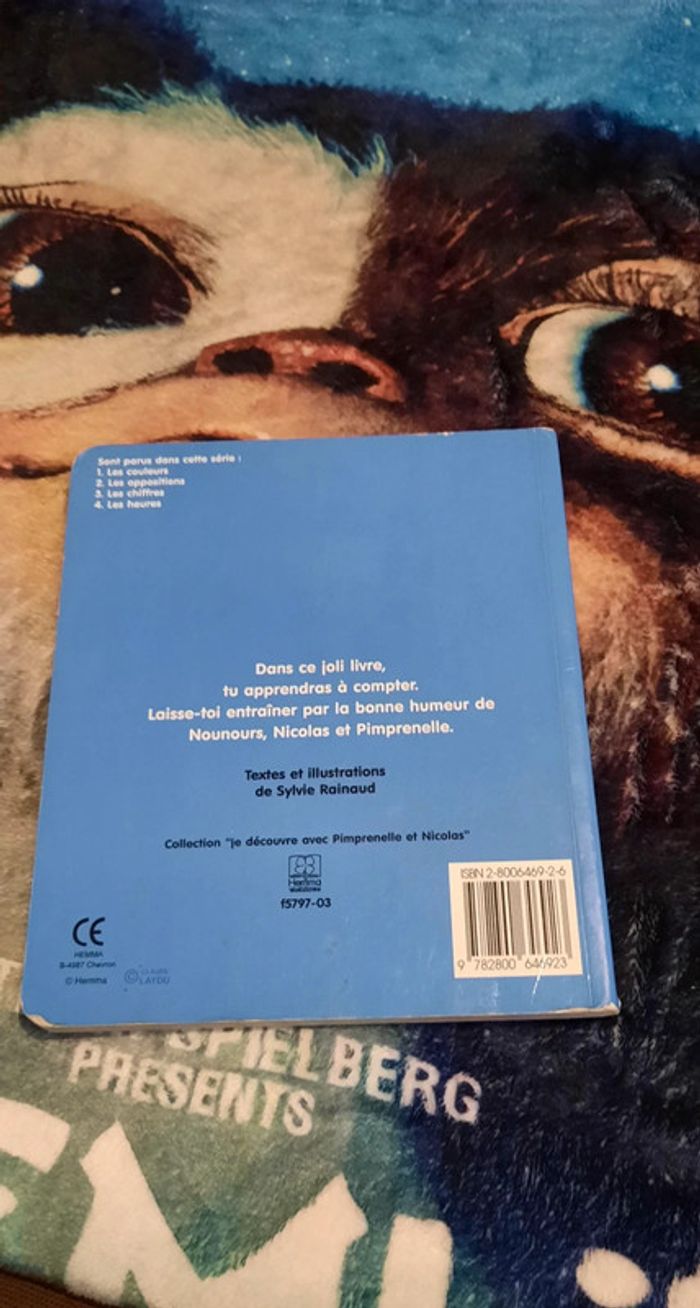 Sont parus dans cette série :
1. Les couleurs
2. Les oppositions
3. Les chiffres
4. Les heures
Dans ce joli livre,
tu apprendras à compter.
Laisse-toi entraîner par la bonne humeur de
Nounours, Nicolas et Pimprenelle.
Textes et illustrations
de Sylvie Rainaud
Collection "je découvre avec Pimprenelle et Nicolas"
Hemma
f5797-03
ISBN 2-8006469-2-6
9 782800 646923
CE
HEMMA
B-4987 Chevron
© Hemma
© CLAUDE
LAYDU
SPIELBERG
PRESENTS